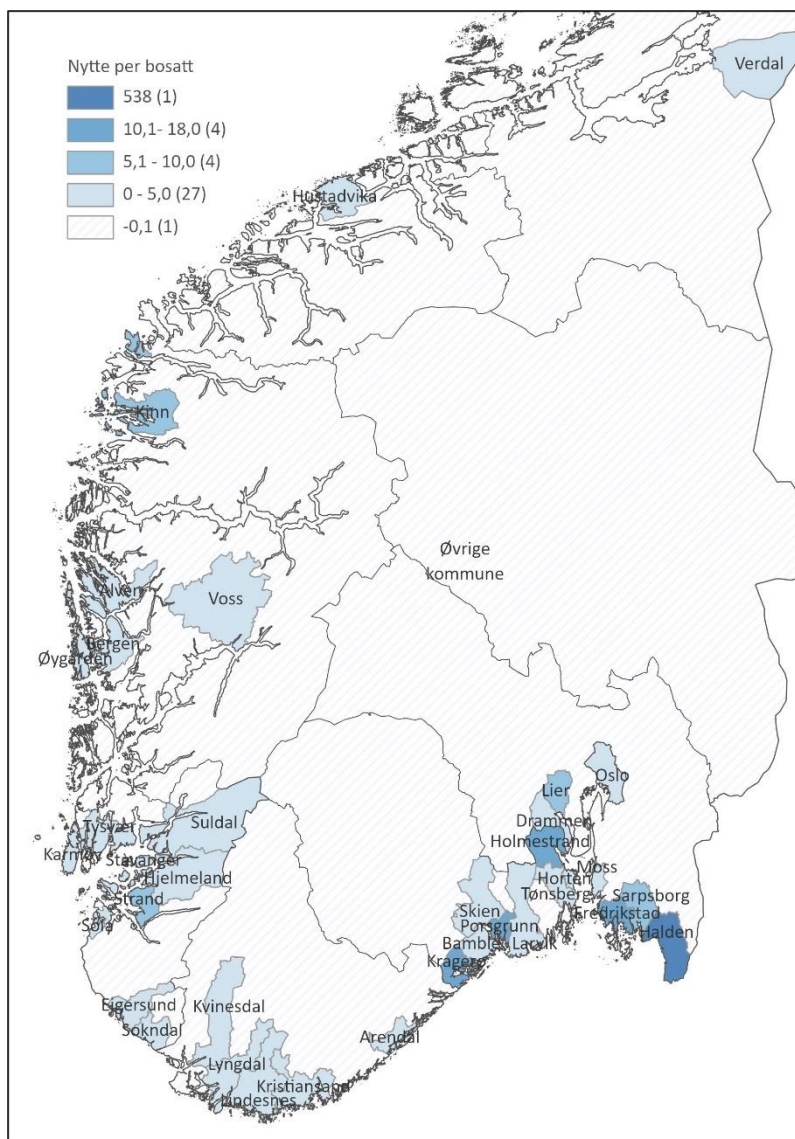 Nytte per bosatt
538 (1)
10,1- 18,0 (4)
5,1 - 10,0 (4)
0 - 5,0 (27)
-0,1 (1)
Verdal
Hustadvika
Kinn
Øvrige
kommune
Alven
Voss
Bergen
Øygarden
Oslo
Lier
Suldal
Drammen
Tysvær
Holmestrand
Karmøy
Stavanger
Moss
Hjelmeland
Horten
Strand
Tønsberg
Sarpsborg
Skien
Fredrikstad
Sola
Porsgrunn
Halden
Bamble
Larvik
Kragerø
Eigersund
Kvinesdal
Sokndal
Arendal
Lyngdal
Kristiansand
Lindesnes